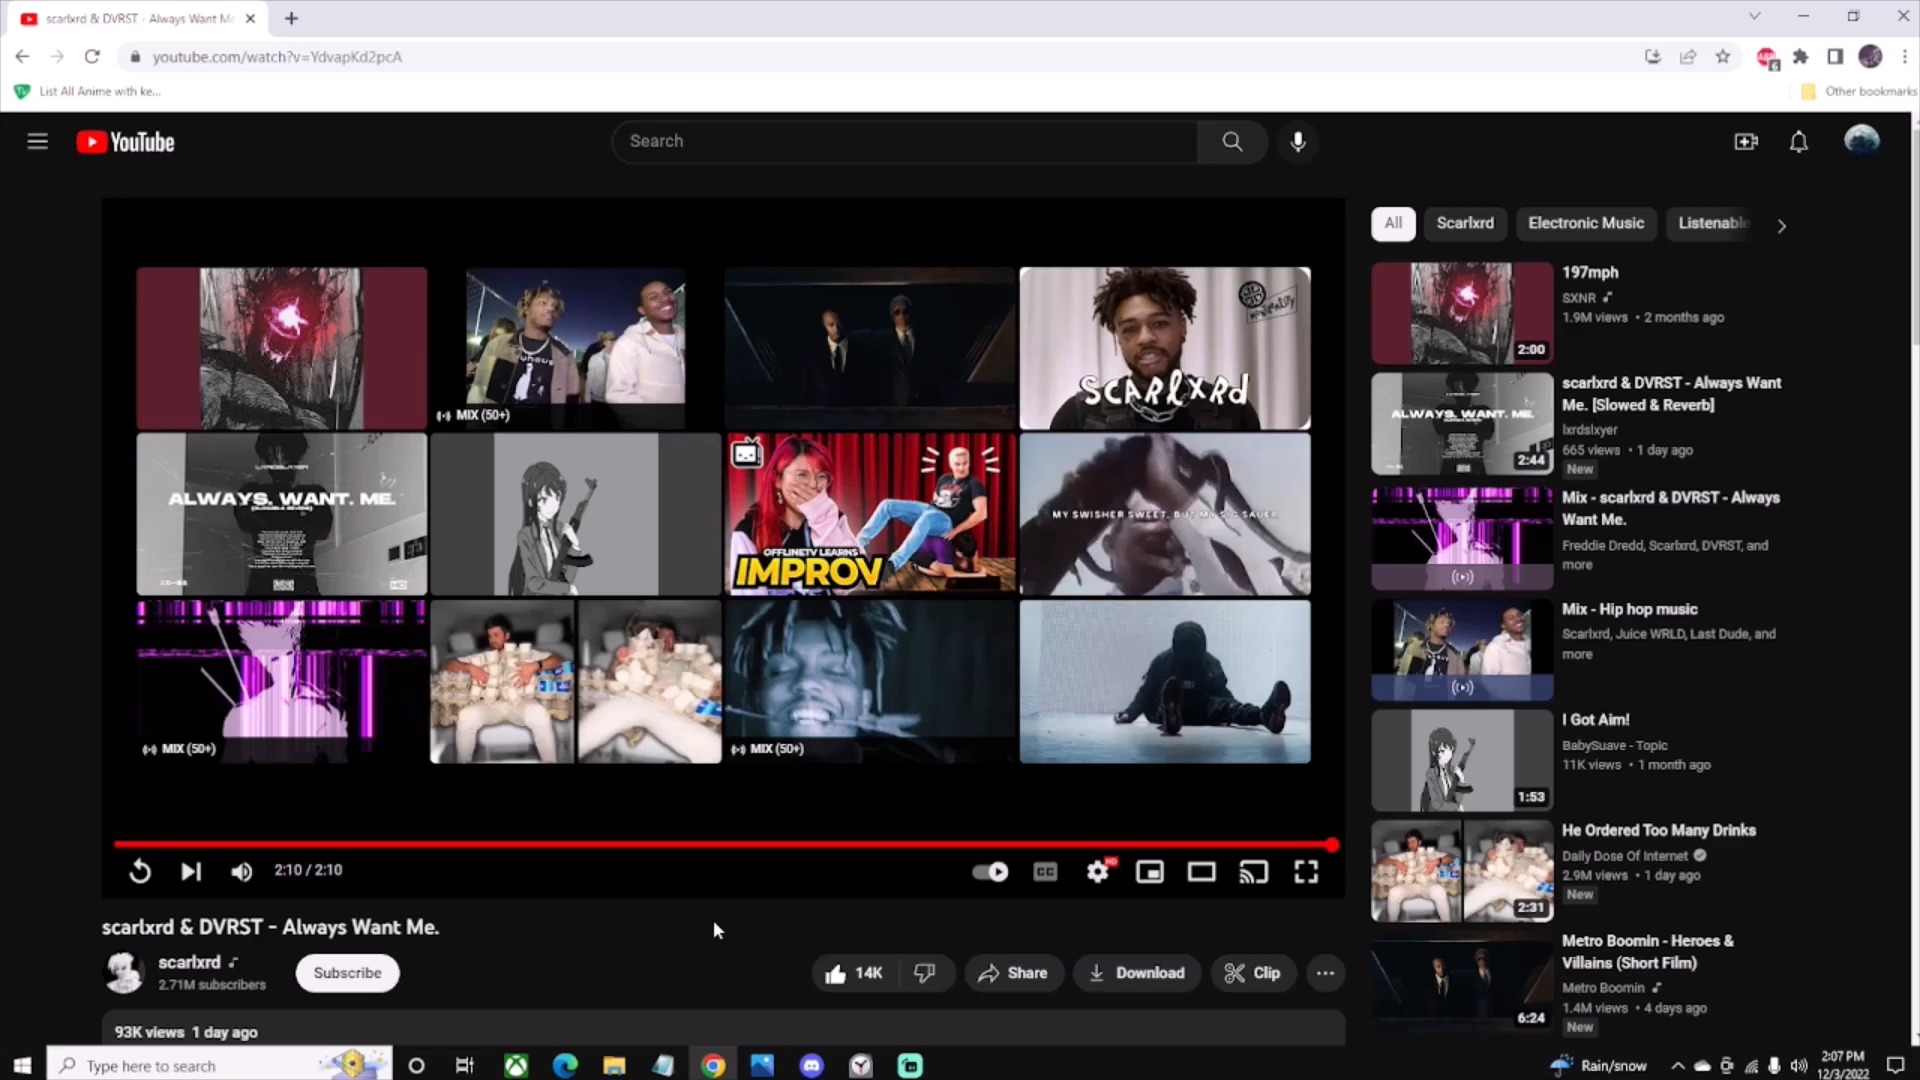 scarlxrd & DVRST - Always Want Me
youtube.com/watch?v=YdvapKd2pcA
6
List All Anime with ke...
Other bookmarks
YouTube
Search
All
Scarlxrd
Electronic Music
Listenable
MIX (50+)
SCARLXRd
ALWAYS. WANT. ME.
OFFLINETV LEARNS
IMPROV
MY SWISHER SWEET, BUT MY SIG SAUER
MIX (50+)
MIX (50+)
2:10 / 2:10
CC
HD
scarlxrd & DVRST - Always Want Me.
scarlxrd
2.71M subscribers
Subscribe
14K
Share
Download
Clip
93K views 1 day ago
197mph
SXNR
1.9M views • 2 months ago
2:00
scarlxrd & DVRST - Always Want
Me. [Slowed & Reverb]
lxrdslxyer
665 views • 1 day ago
New
ALWAYS. WANT. ME.
2:44
Mix - scarlxrd & DVRST - Always
Want Me.
Freddie Dredd, Scarlxrd, DVRST, and
more
Mix - Hip hop music
Scarlxrd, Juice WRLD, Last Dude, and
more
I Got Aim!
BabySuave - Topic
11K views • 1 month ago
1:53
He Ordered Too Many Drinks
Daily Dose Of Internet
2.9M views • 1 day ago
New
2:31
Metro Boomin - Heroes &
Villains (Short Film)
Metro Boomin
1.4M views • 4 days ago
New
6:24
Type here to search
Rain/snow
2:07 PM
12/3/2022